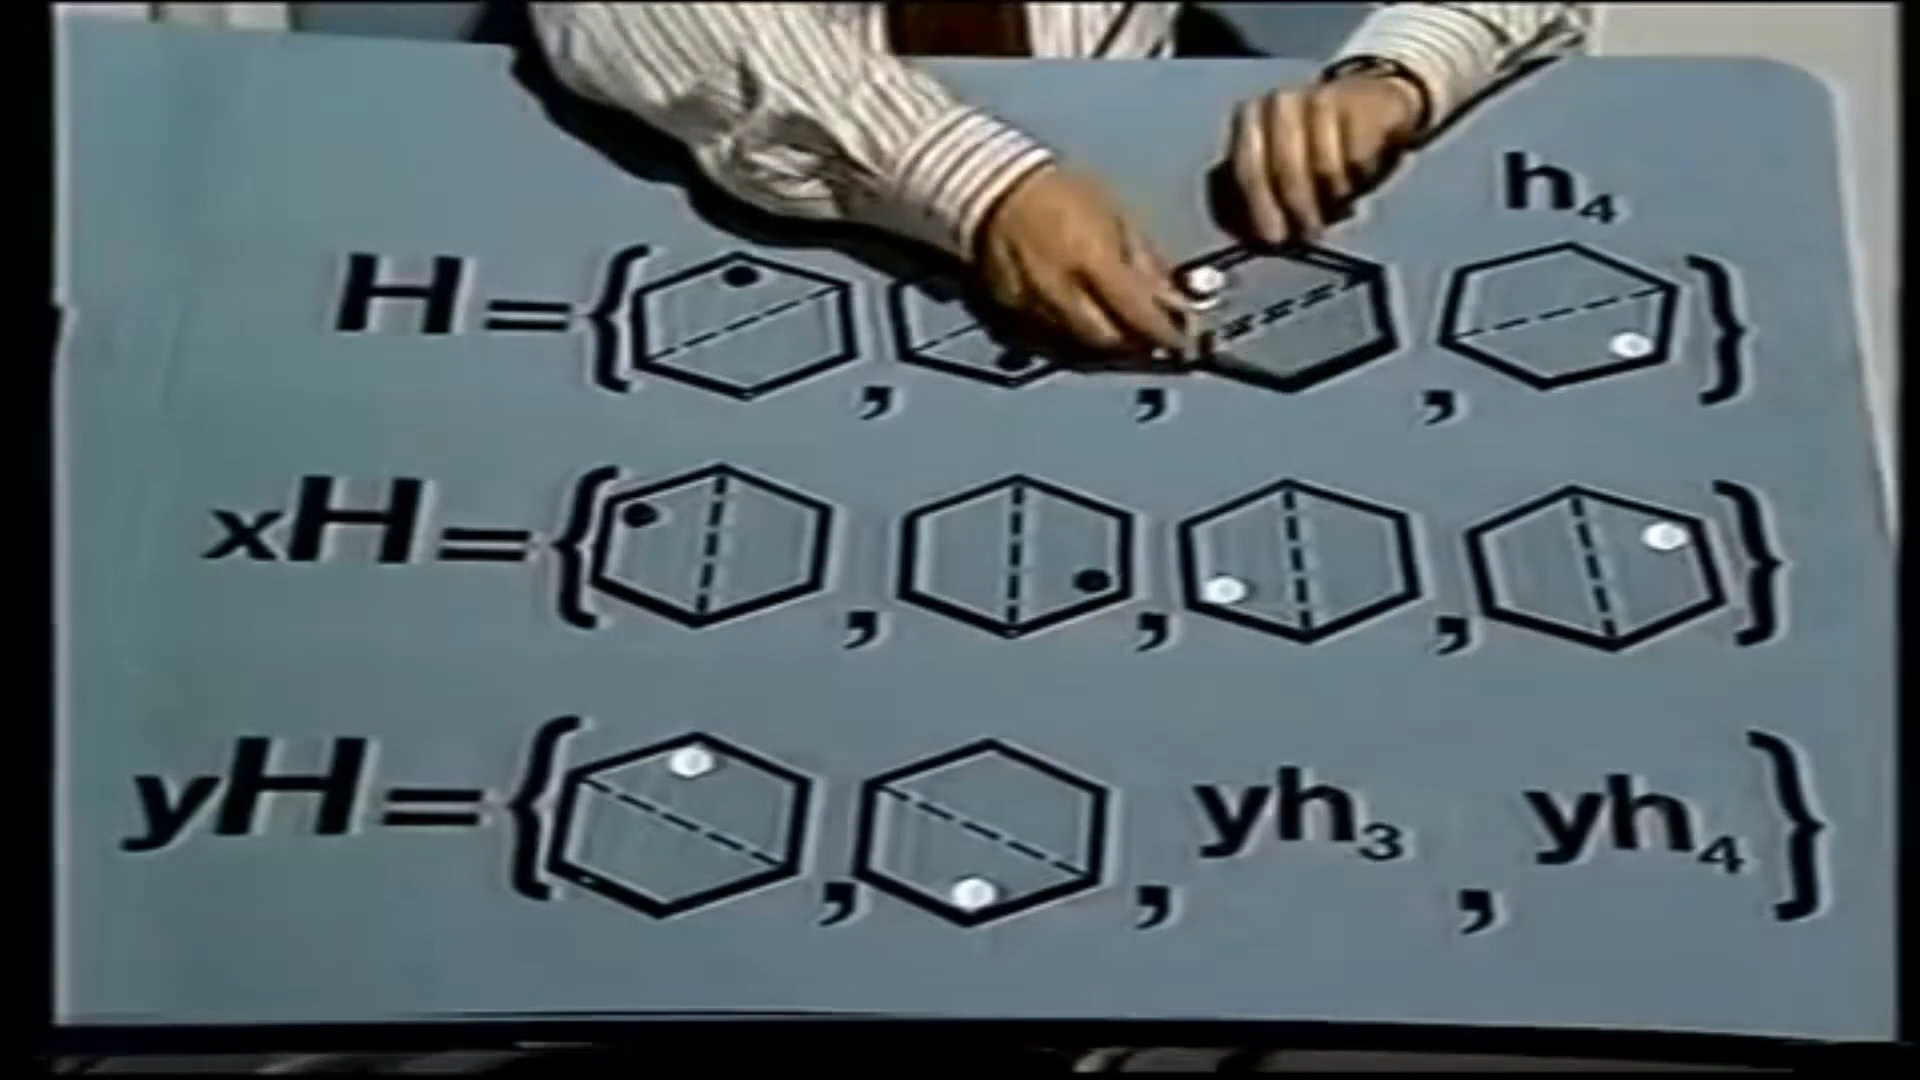 h₄
H = { , , , }
xH = { , , , }
yH = { , , yh₃ , yh₄ }